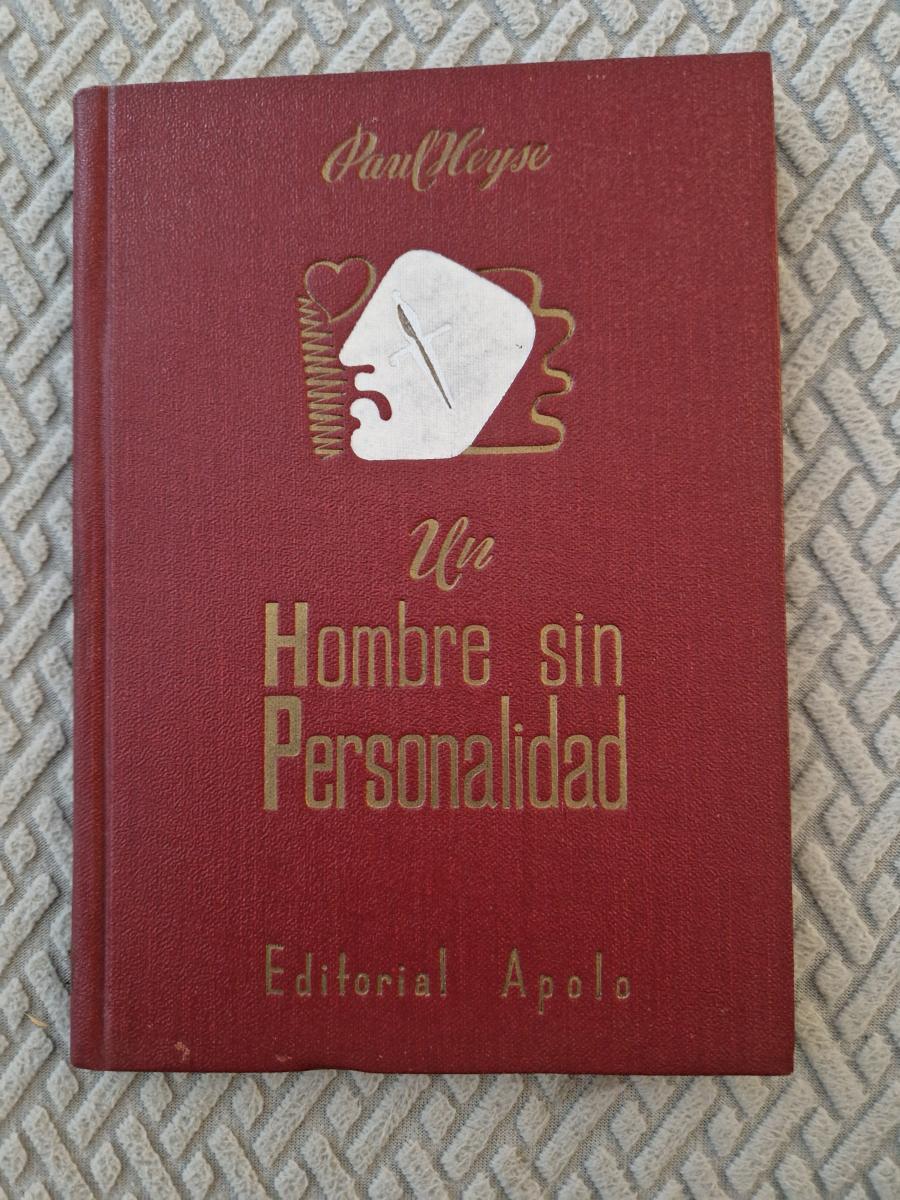 Paul Heyse
Un
Hombre sin
Personalidad
Editorial Apolo